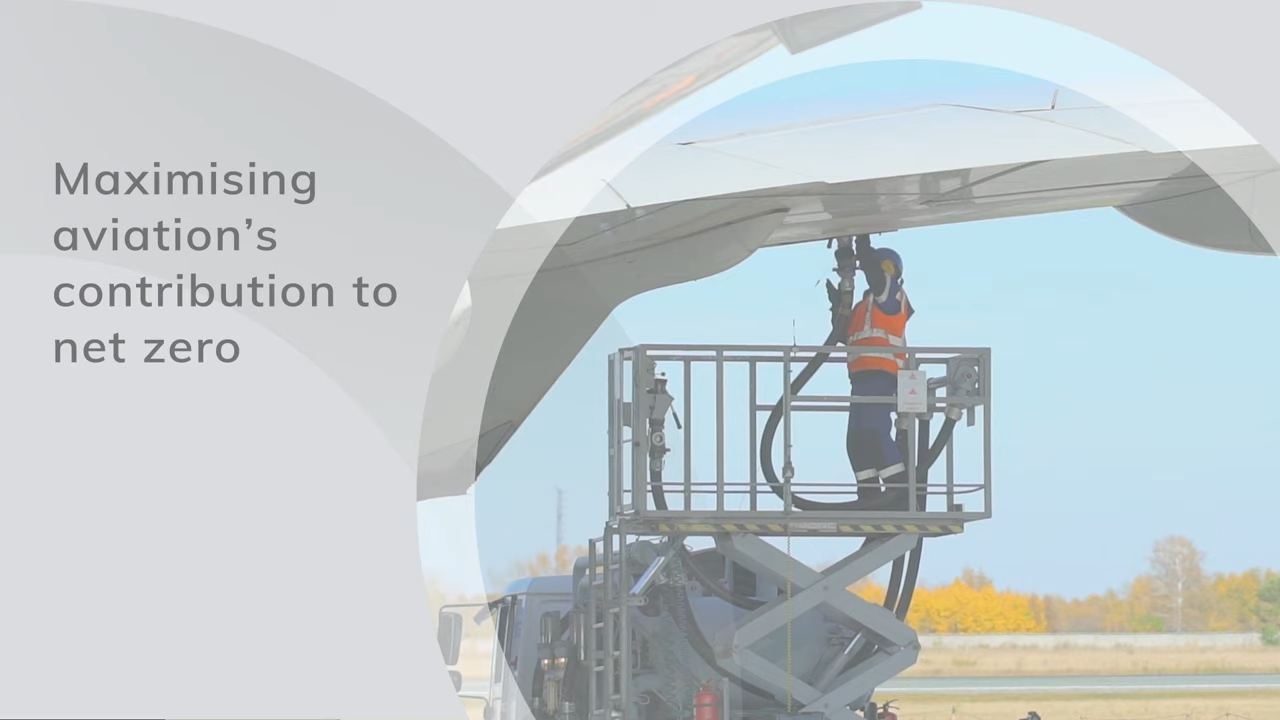 Maximising
aviation’s
contribution to
net zero